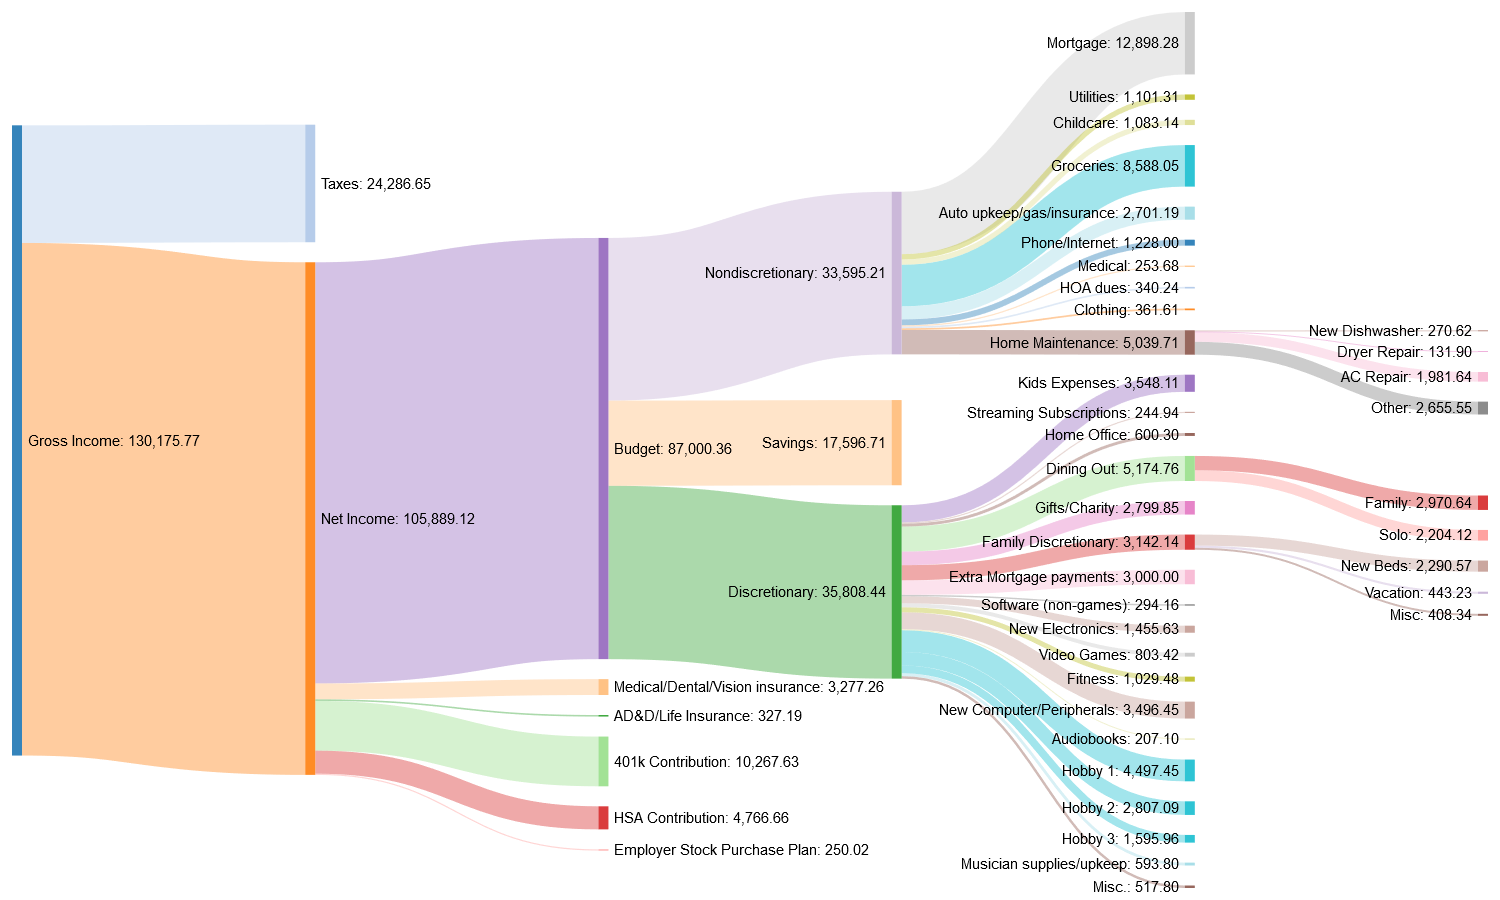 Gross Income: 130,175.77
Taxes: 24,286.65
Net Income: 105,889.12
Budget: 87,000.36
Medical/Dental/Vision insurance: 3,277.26
AD&D/Life Insurance: 327.19
401k Contribution: 10,267.63
HSA Contribution: 4,766.66
Employer Stock Purchase Plan: 250.02
Nondiscretionary: 33,595.21
Savings: 17,596.71
Discretionary: 35,808.44
Mortgage: 12,898.28
Utilities: 1,101.31
Childcare: 1,083.14
Groceries: 8,588.05
Auto upkeep/gas/insurance: 2,701.19
Phone/Internet: 1,228.00
Medical: 253.68
HOA dues: 340.24
Clothing: 361.61
Home Maintenance: 5,039.71
Kids Expenses: 3,548.11
Streaming Subscriptions: 244.94
Home Office: 600.30
Dining Out: 5,174.76
Gifts/Charity: 2,799.85
Family Discretionary: 3,142.14
Extra Mortgage payments: 3,000.00
Software (non-games): 294.16
New Electronics: 1,455.63
Video Games: 803.42
Fitness: 1,029.48
New Computer/Peripherals: 3,496.45
Audiobooks: 207.10
Hobby 1: 4,497.45
Hobby 2: 2,807.09
Hobby 3: 1,595.96
Musician supplies/upkeep: 593.80
Misc.: 517.80
New Dishwasher: 270.62
Dryer Repair: 131.90
AC Repair: 1,981.64
Other: 2,655.55
Family: 2,970.64
Solo: 2,204.12
New Beds: 2,290.57
Vacation: 443.23
Misc: 408.34